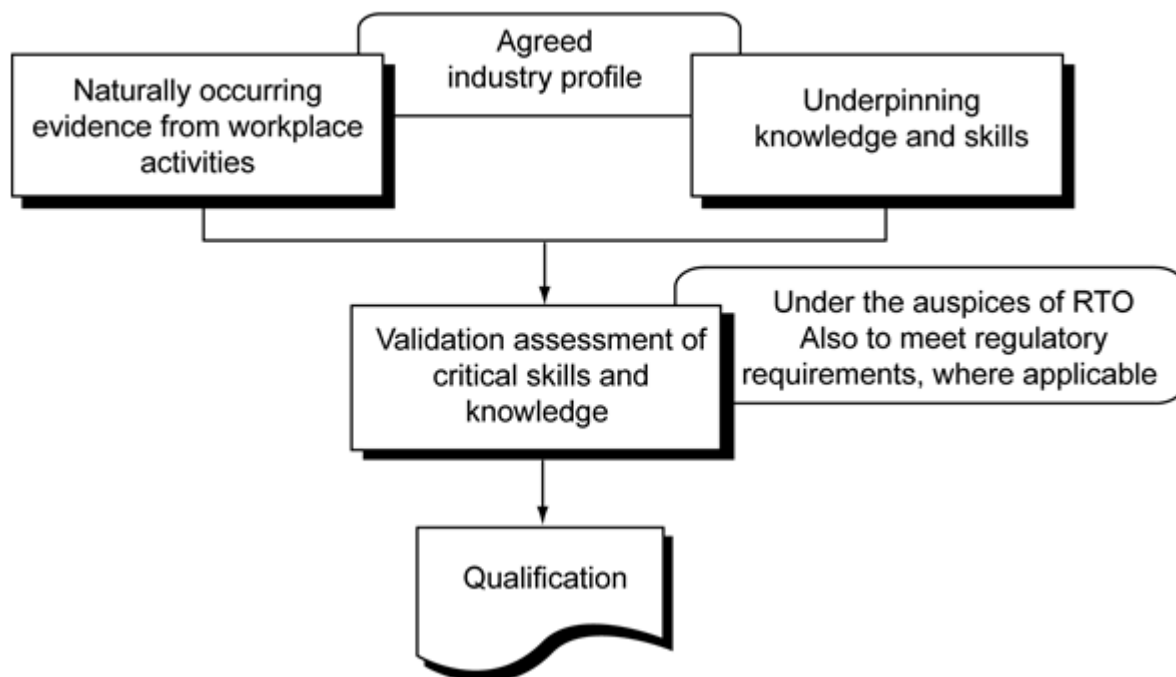 Agreed
industry profile
Naturally occurring
evidence from workplace
activities
Underpinning
knowledge and skills
Validation assessment of
critical skills and
knowledge
Under the auspices of RTO
Also to meet regulatory
requirements, where applicable
Qualification